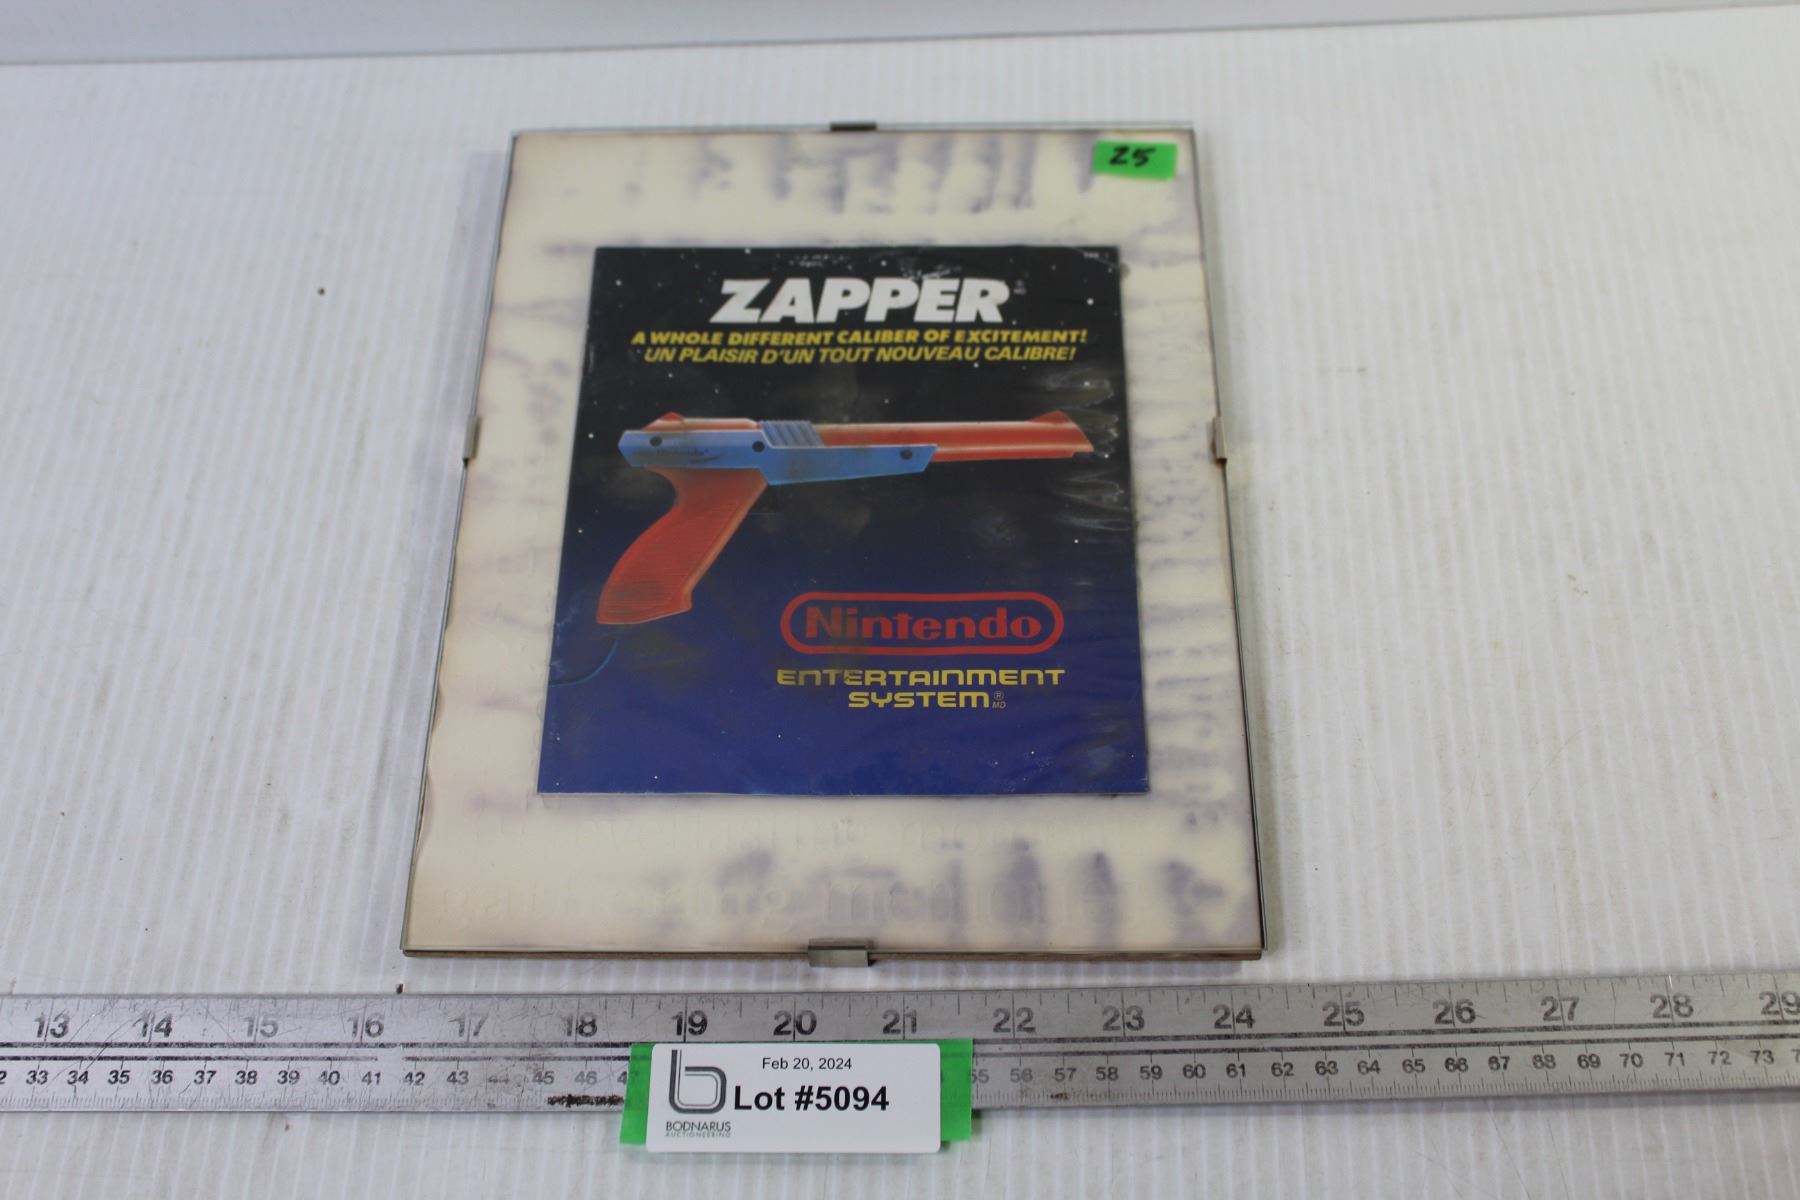 25
ZAPPER
A WHOLE DIFFERENT CALIBER OF EXCITEMENT!
UN PLAISIR D'UN TOUT NOUVEAU CALIBRE!
Nintendo
Nintendo
ENTERTAINMENT
SYSTEM®
MD
13 14 15 16 17 18 19 20 21 22 23 24 25 26 27 28 29
33 34 35 36 37 38 39 40 41 42 43 44 45 46 55 56 57 58 59 60 61 62 63 64 65 66 67 68 69 70 71 72 73
Feb 20, 2024
b Lot #5094
BODNARUS
AUCTIONEERING